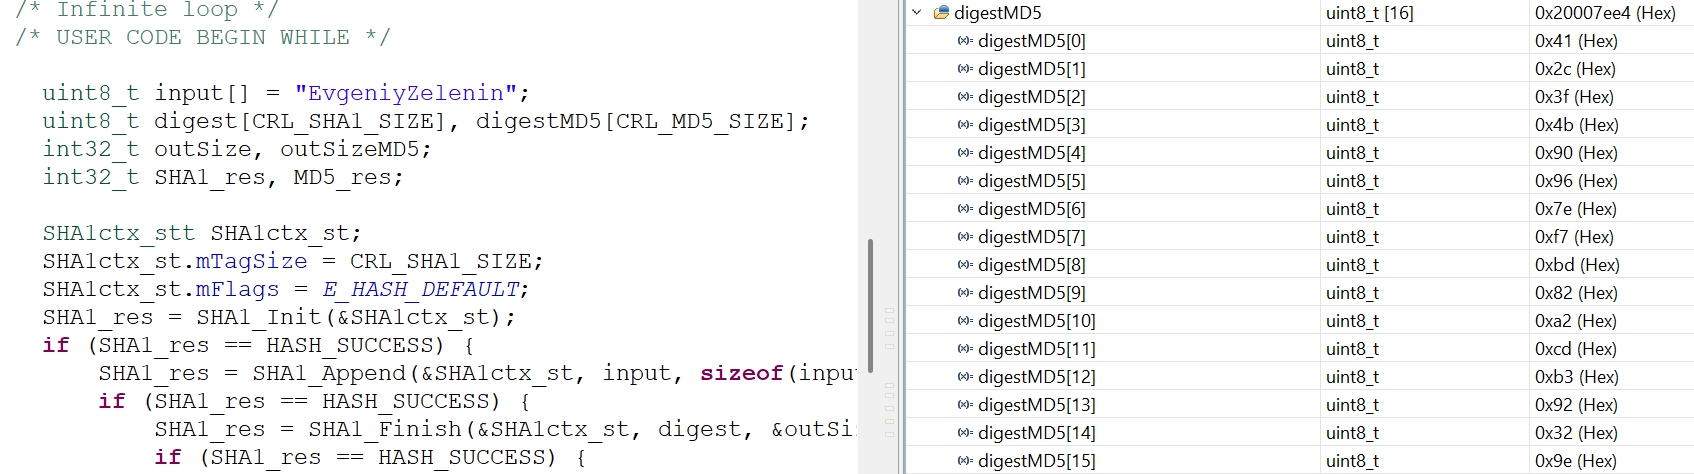 /* Infinite loop */
/* USER CODE BEGIN WHILE */
uint8_t input[] = "EvgeniyZelenin";
uint8_t digest[CRL_SHA1_SIZE], digestMD5[CRL_MD5_SIZE];
int32_t outSize, outSizeMD5;
int32_t SHA1_res, MD5_res;
SHA1ctx_stt SHA1ctx_st;
SHA1ctx_st.mTagSize = CRL_SHA1_SIZE;
SHA1ctx_st.mFlags = E_HASH_DEFAULT;
SHA1_res = SHA1_Init(&SHA1ctx_st);
if (SHA1_res == HASH_SUCCESS) {
SHA1_res = SHA1_Append(&SHA1ctx_st, input, sizeof(inpu
if (SHA1_res == HASH_SUCCESS) {
SHA1_res = SHA1_Finish(&SHA1ctx_st, digest, &outSi
if (SHA1_res == HASH_SUCCESS) {
digestMD5 uint8_t [16] 0x20007ee4 (Hex)
(x)= digestMD5[0] uint8_t 0x41 (Hex)
(x)= digestMD5[1] uint8_t 0x2c (Hex)
(x)= digestMD5[2] uint8_t 0x3f (Hex)
(x)= digestMD5[3] uint8_t 0x4b (Hex)
(x)= digestMD5[4] uint8_t 0x90 (Hex)
(x)= digestMD5[5] uint8_t 0x96 (Hex)
(x)= digestMD5[6] uint8_t 0x7e (Hex)
(x)= digestMD5[7] uint8_t 0xf7 (Hex)
(x)= digestMD5[8] uint8_t 0xbd (Hex)
(x)= digestMD5[9] uint8_t 0x82 (Hex)
(x)= digestMD5[10] uint8_t 0xa2 (Hex)
(x)= digestMD5[11] uint8_t 0xcd (Hex)
(x)= digestMD5[12] uint8_t 0xb3 (Hex)
(x)= digestMD5[13] uint8_t 0x92 (Hex)
(x)= digestMD5[14] uint8_t 0x32 (Hex)
(x)= digestMD5[15] uint8_t 0x9e (Hex)